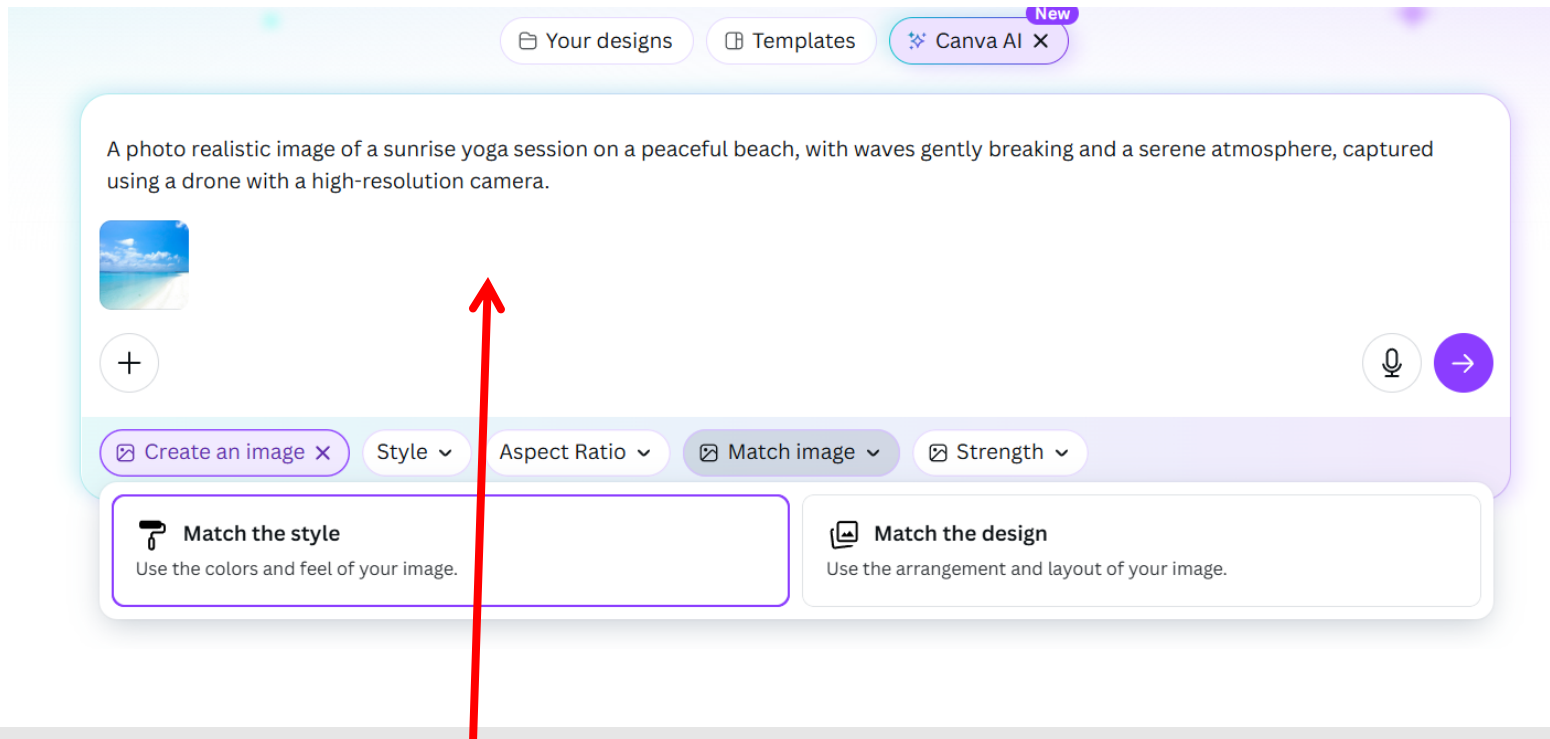 New
Your designs
Templates
Canva AI
A photo realistic image of a sunrise yoga session on a peaceful beach, with waves gently breaking and a serene atmosphere, captured
using a drone with a high-resolution camera.
Create an image
Style
Aspect Ratio
Match image
Strength
Match the style
Use the colors and feel of your image.
Match the design
Use the arrangement and layout of your image.